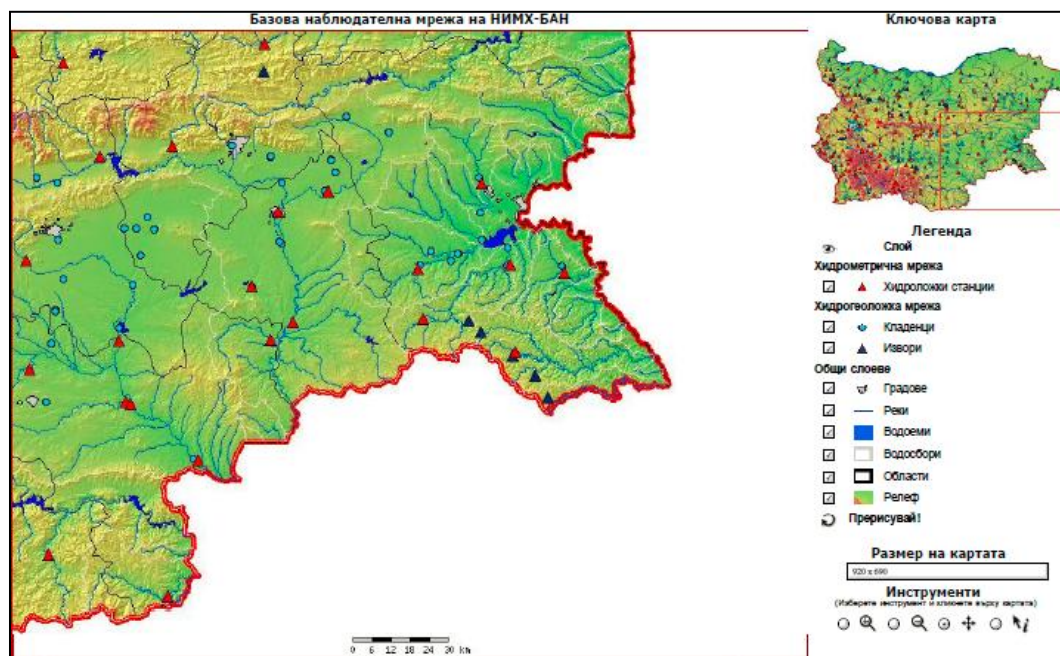 Базова наблюдателна мрежа на НИМХ-БАН
Ключова карта
Легенда
Слой
Хидрометрична мрежа
Хидроложки станции
Хидрогеоложка мрежа
Кладенци
Извори
Общи слоеве
Градове
Реки
Водоеми
Водосбори
Области
Релеф
Прерисувай!
Размер на картата
920 x 690
Инструменти
(Изберете инструмент и кликнете върху картата)
0 6 12 18 24 30 km